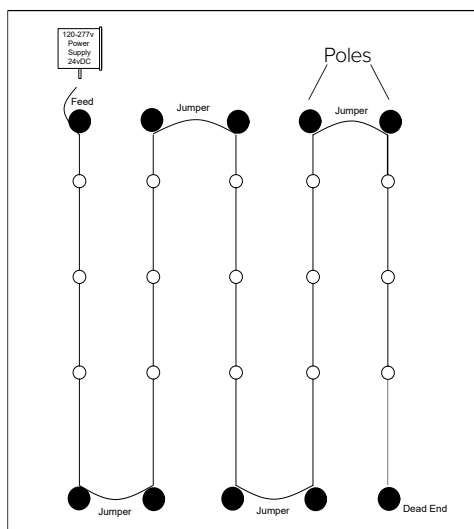 120-277v
Power
Supply
24vDC
Poles
Feed
Jumper
Jumper
Jumper
Jumper
Dead End